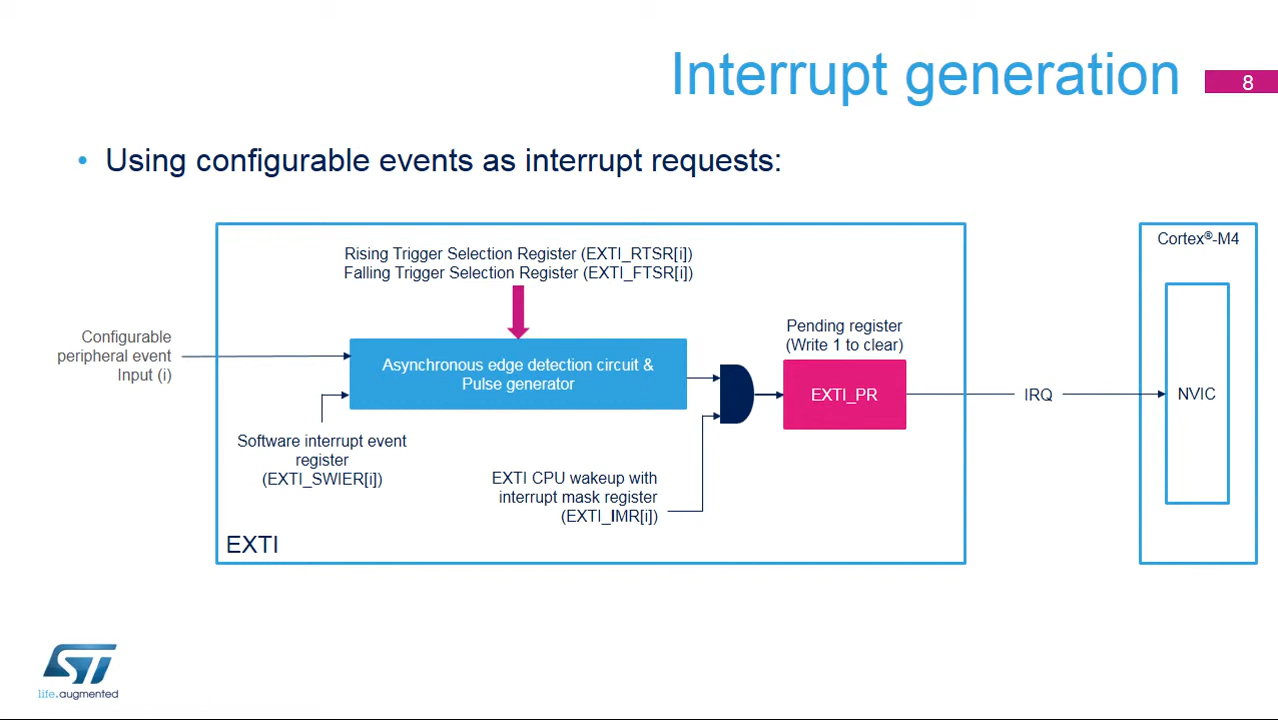 Interrupt generation
8
• Using configurable events as interrupt requests:
Rising Trigger Selection Register (EXTI_RTSR[i])
Falling Trigger Selection Register (EXTI_FTSR[i])
Cortex®-M4
Configurable
peripheral event
Input (i)
Asynchronous edge detection circuit &
Pulse generator
Pending register
(Write 1 to clear)
EXTI_PR
IRQ
NVIC
Software interrupt event
register
(EXTI_SWIER[i])
EXTI CPU wakeup with
interrupt mask register
(EXTI_IMR[i])
EXTI
ST
life.augmented